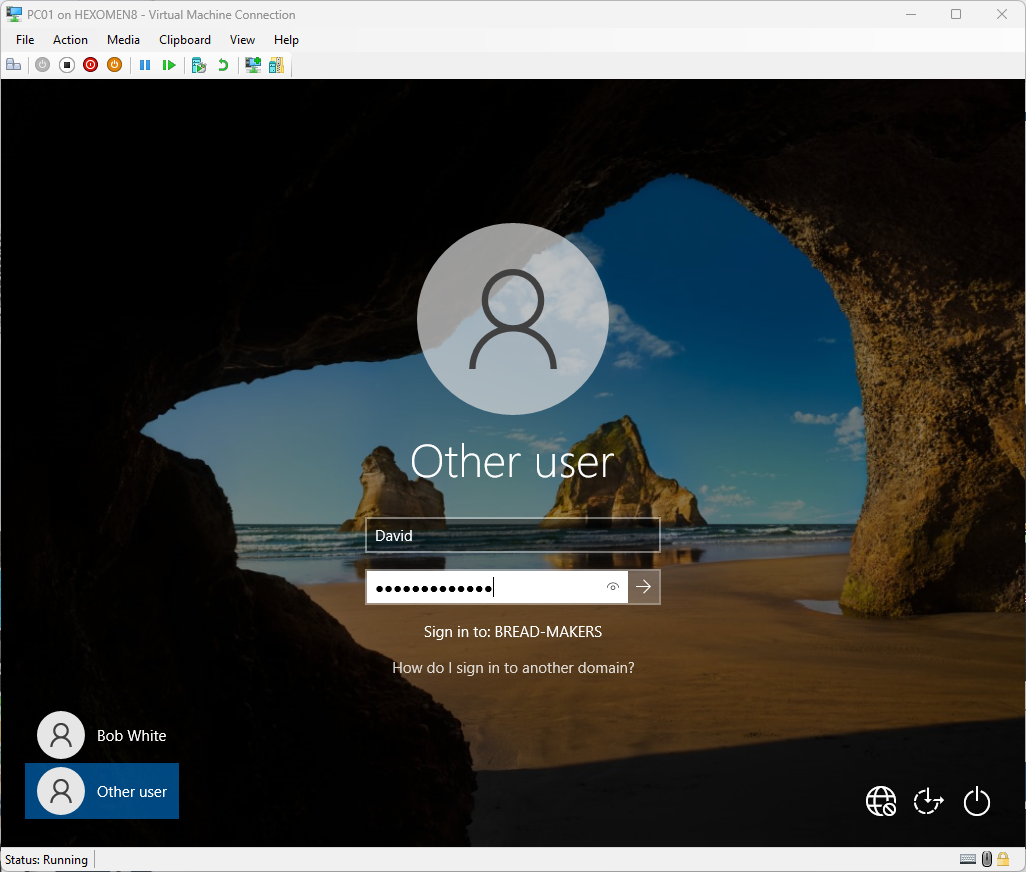 PC01 on HEXOMEN8 - Virtual Machine Connection
File Action Media Clipboard View Help
Other user
David
●●●●●●●●●●●●●
Sign in to: BREAD-MAKERS
How do I sign in to another domain?
Bob White
Other user
Status: Running